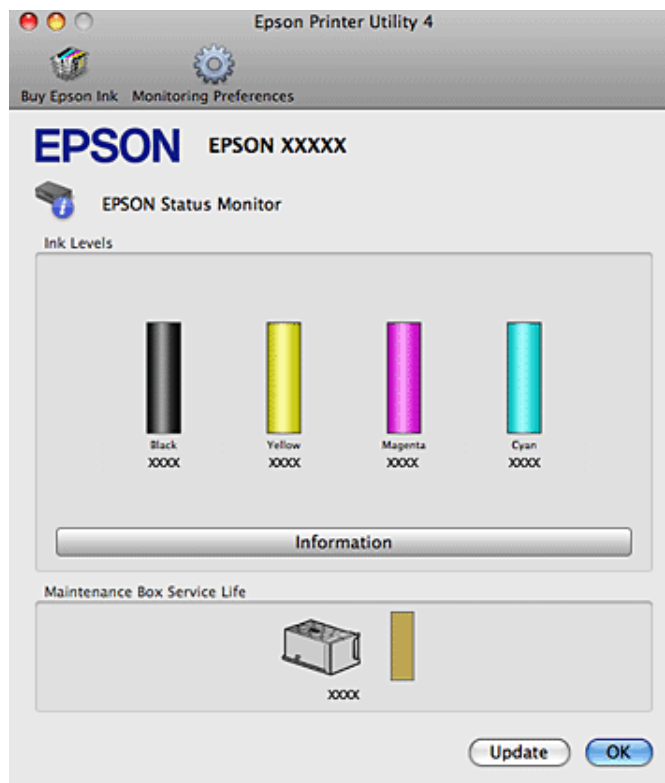 Epson Printer Utility 4
Buy Epson Ink Monitoring Preferences
EPSON EPSON XXXXX
EPSON Status Monitor
Ink Levels
Black Yellow Magenta Cyan
XXXX XXXX XXXX XXXX
Information
Maintenance Box Service Life
XXXX
Update OK